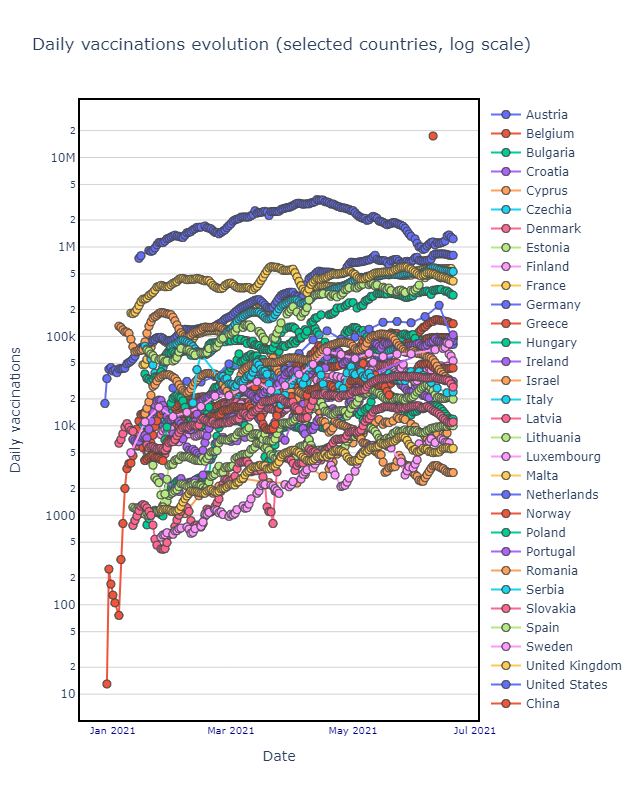 Daily vaccinations evolution (selected countries, log scale)
2
10M
5
2
1M
5
2
100k
5
2
10k
5
2
1000
5
2
100
5
2
10
Daily vaccinations
Jan 2021
Mar 2021
May 2021
Jul 2021
Date
Austria
Belgium
Bulgaria
Croatia
Cyprus
Czechia
Denmark
Estonia
Finland
France
Germany
Greece
Hungary
Ireland
Israel
Italy
Latvia
Lithuania
Luxembourg
Malta
Netherlands
Norway
Poland
Portugal
Romania
Serbia
Slovakia
Spain
Sweden
United Kingdom
United States
China